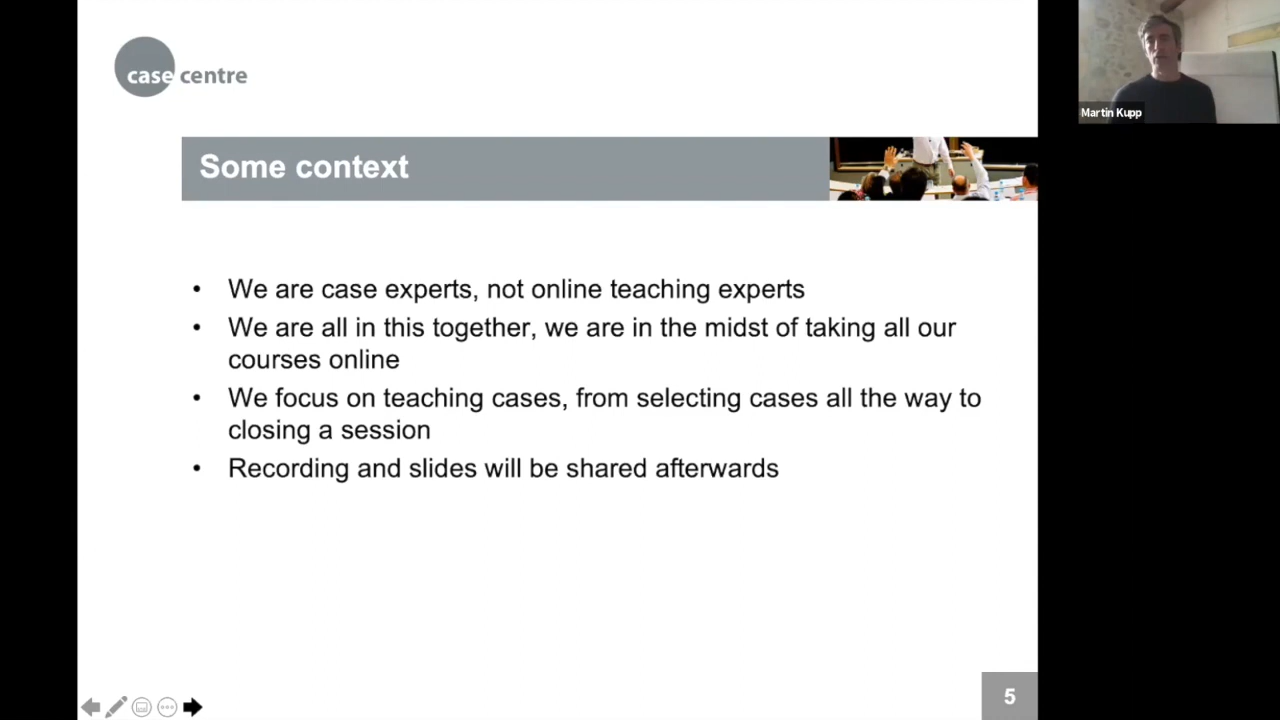 case centre
Martin Kupp
Some context
• We are case experts, not online teaching experts
• We are all in this together, we are in the midst of taking all our
courses online
• We focus on teaching cases, from selecting cases all the way to
closing a session
• Recording and slides will be shared afterwards
5